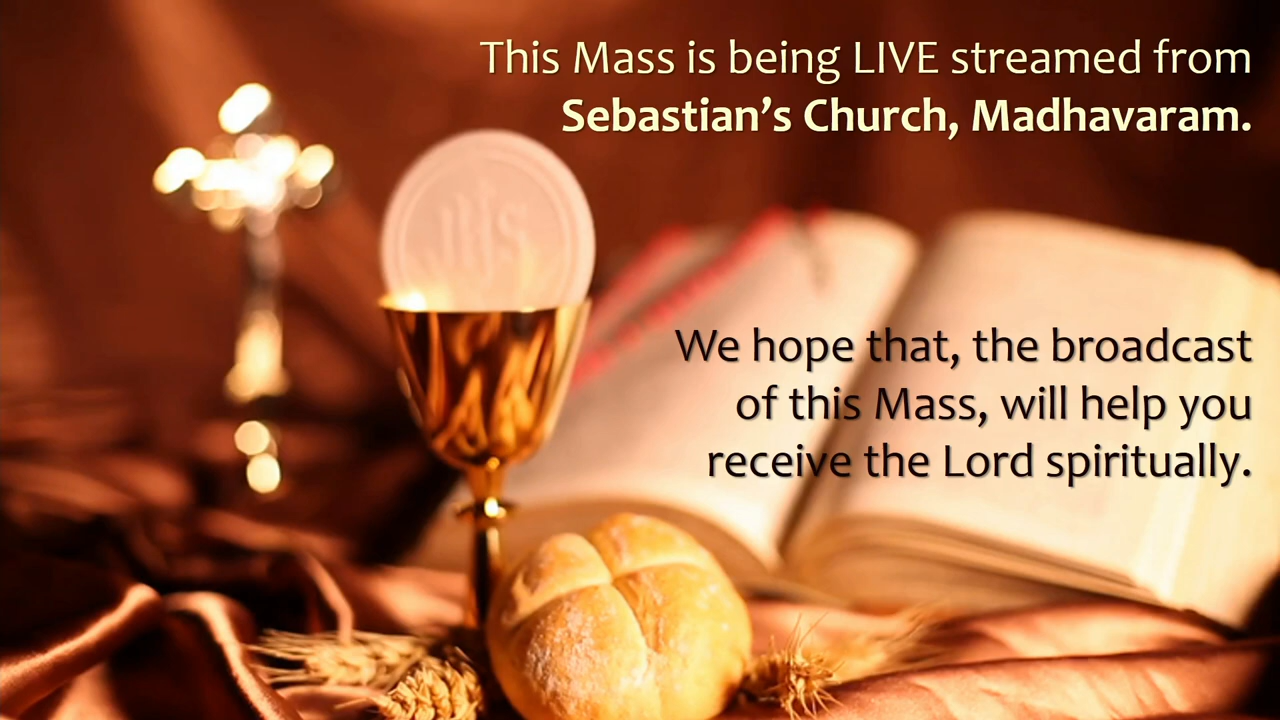 This Mass is being LIVE streamed from
Sebastian’s Church, Madhavaram.
IHS
We hope that, the broadcast
of this Mass, will help you
receive the Lord spiritually.